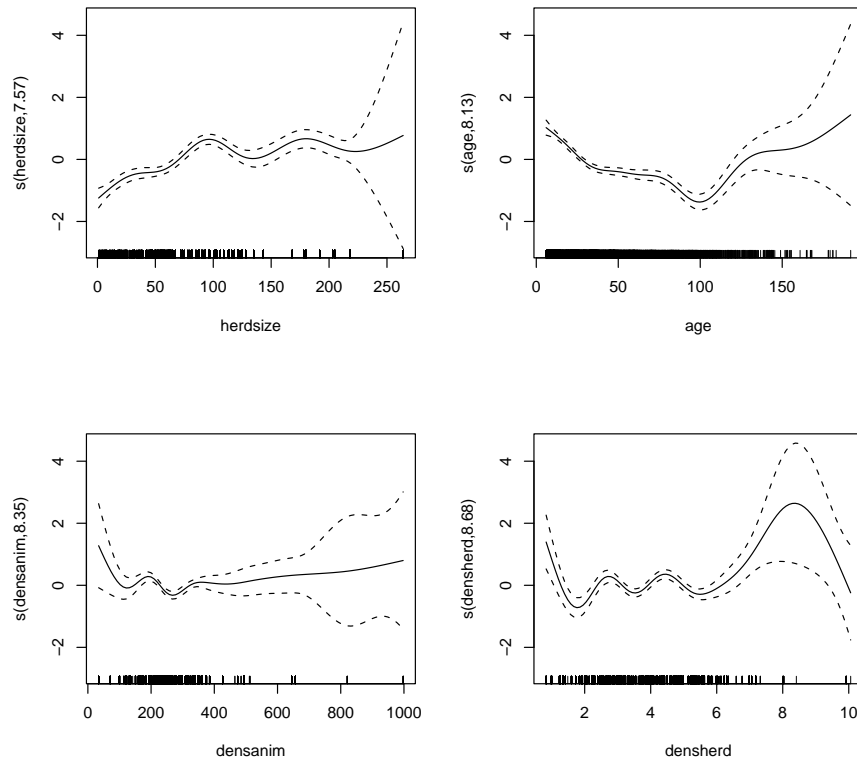 s(herdsize,7.57)
4
2
0
−2
0 50 100 150 200 250
herdsize
s(age,8.13)
4
2
0
−2
0 50 100 150
age
s(densanim,8.35)
4
2
0
−2
0 200 400 600 800 1000
densanim
s(densherd,8.68)
4
2
0
−2
2 4 6 8 10
densherd